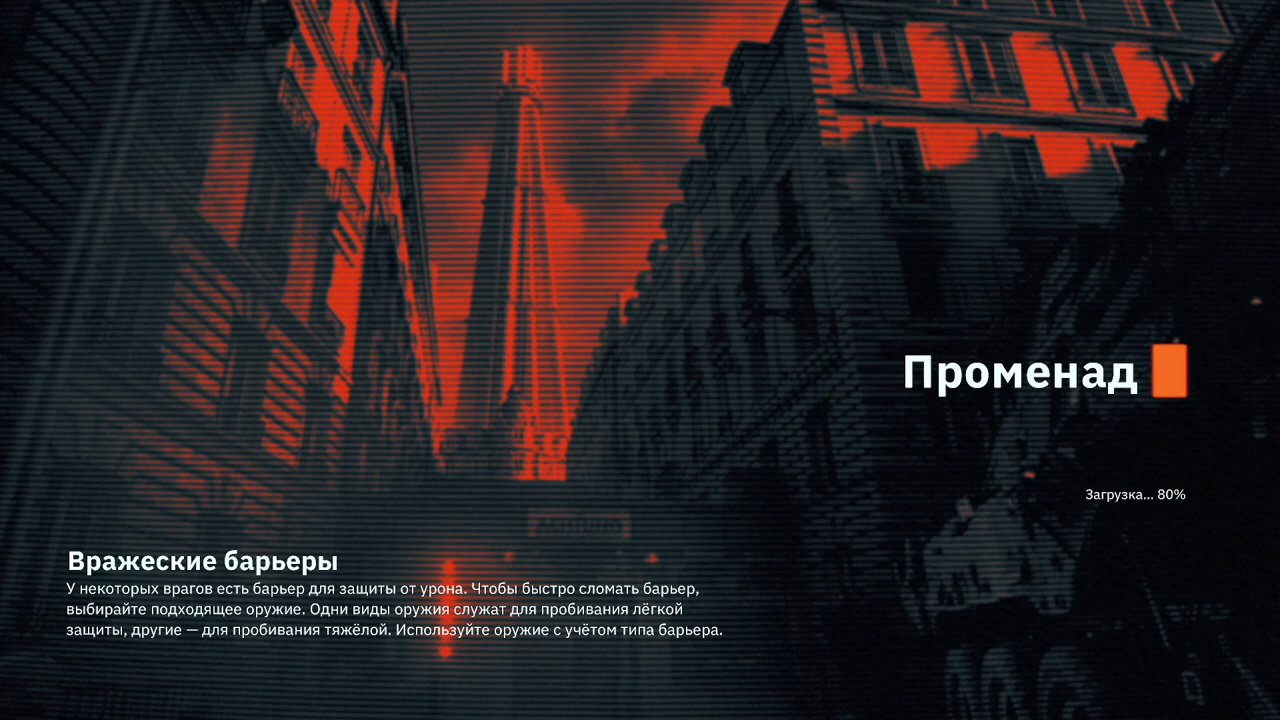 Променад
Загрузка... 80%
Вражеские барьеры
У некоторых врагов есть барьер для защиты от урона. Чтобы быстро сломать барьер,
выбирайте подходящее оружие. Одни виды оружия служат для пробивания лёгкой
защиты, другие — для пробивания тяжёлой. Используйте оружие с учётом типа барьера.